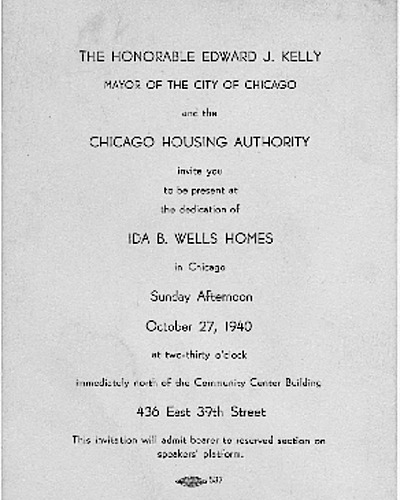 THE HONORABLE EDWARD J. KELLY
MAYOR OF THE CITY OF CHICAGO
and the
CHICAGO HOUSING AUTHORITY
invite you
to be present at
the dedication of
IDA B. WELLS HOMES
in Chicago
Sunday Afternoon
October 27, 1940
at two-thirty o'clock
immediately north of the Community Center Building
436 East 39th Street
This invitation will admit bearer to reserved section on
speakers' platform.